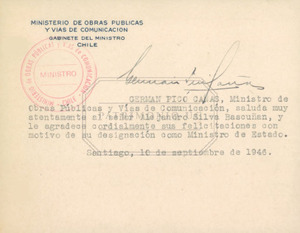 MINISTERIO DE OBRAS PUBLICAS
Y VIAS DE COMUNICACION
GABINETE DEL MINISTRO
CHILE
MINISTRO
GERMAN PICO CAÑAS, Ministro de
Obras Públicas y Vías de Comunicación, saluda muy
atentamente al señor Alejandro Silva Bascuñan, y
le agradece cordialmente sus felicitaciones con
motivo de su designación como Ministro de Estado.
Santiago, 10 de septiembre de 1946.